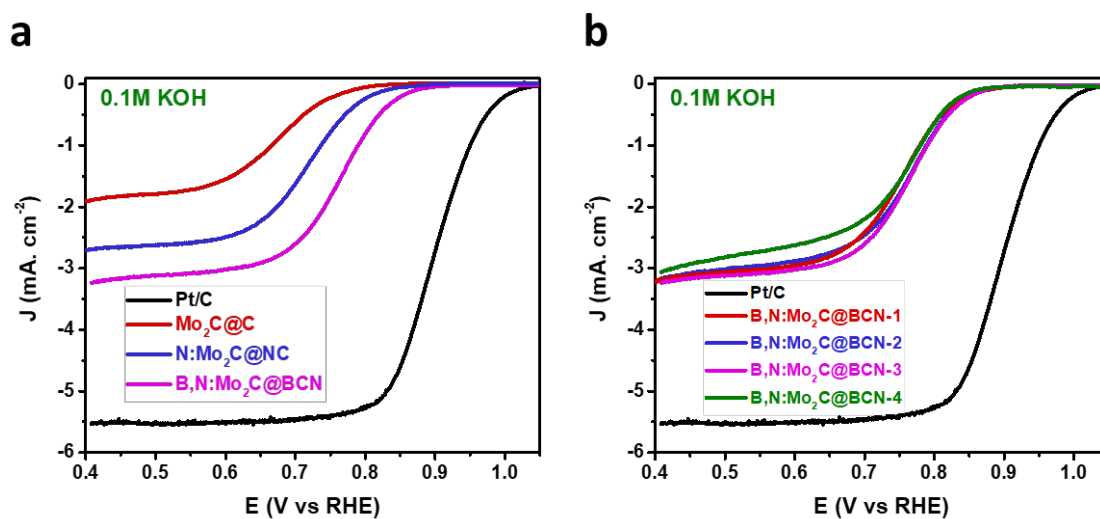 a
0.1M KOH
J (mA. cm⁻²)
0
-1
-2
-3
-4
-5
-6
Pt/C
Mo₂C@C
N:Mo₂C@NC
B,N:Mo₂C@BCN
0.4 0.5 0.6 0.7 0.8 0.9 1.0
E (V vs RHE)
b
0.1M KOH
J (mA. cm⁻²)
0
-1
-2
-3
-4
-5
-6
Pt/C
B,N:Mo₂C@BCN-1
B,N:Mo₂C@BCN-2
B,N:Mo₂C@BCN-3
B,N:Mo₂C@BCN-4
0.4 0.5 0.6 0.7 0.8 0.9 1.0
E (V vs RHE)